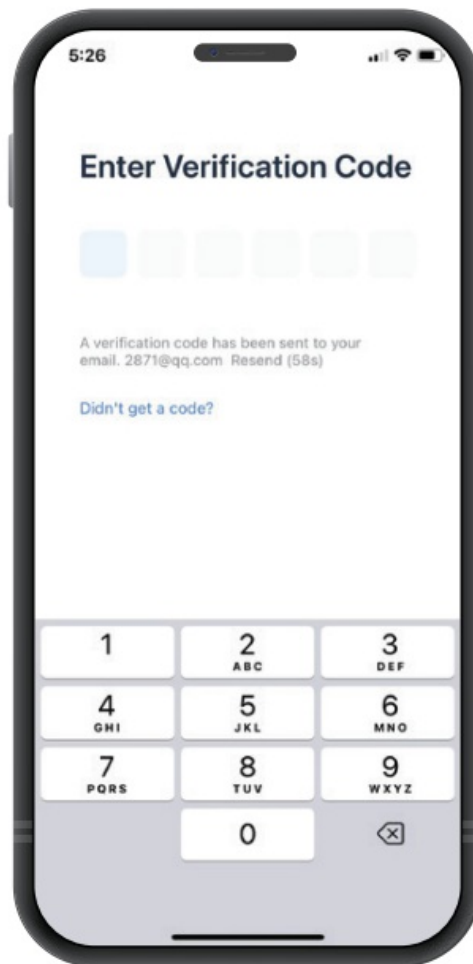 5:26
Enter Verification Code
A verification code has been sent to your
email. 2871@qq.com Resend (58s)
Didn't get a code?
1 2 3
ABC DEF
4 5 6
GHI JKL MNO
7 8 9
PQRS TUV WXYZ
0